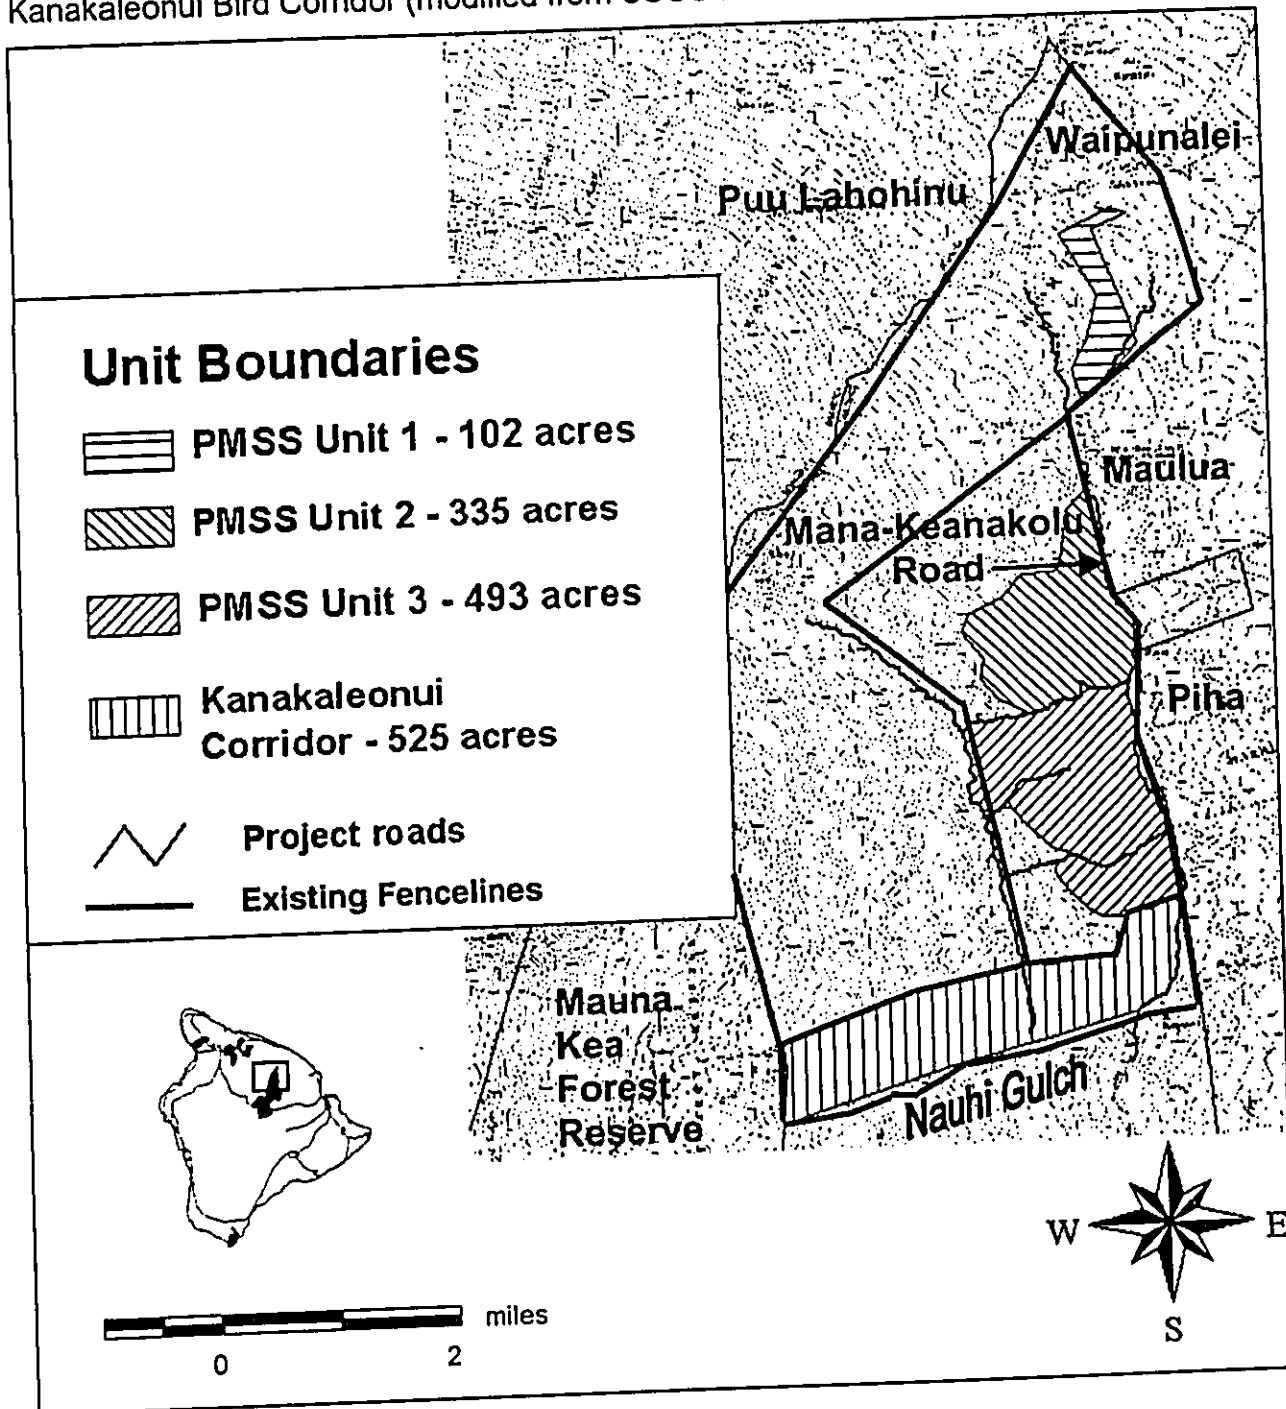 Kanakaleonui Bird Corridor (modified from
Waipunalei
Puu Lahohinu
Unit Boundaries
PMSS Unit 1 - 102 acres
PMSS Unit 2 - 335 acres
PMSS Unit 3 - 493 acres
Kanakaleonui
Corridor - 525 acres
Project roads
Existing Fencelines
Maulua
Mana-Keanakolu
Road
Piha
Mauna
Kea
Forest
Reserve
Nauhi Gulch
W
E
S
miles
0
2